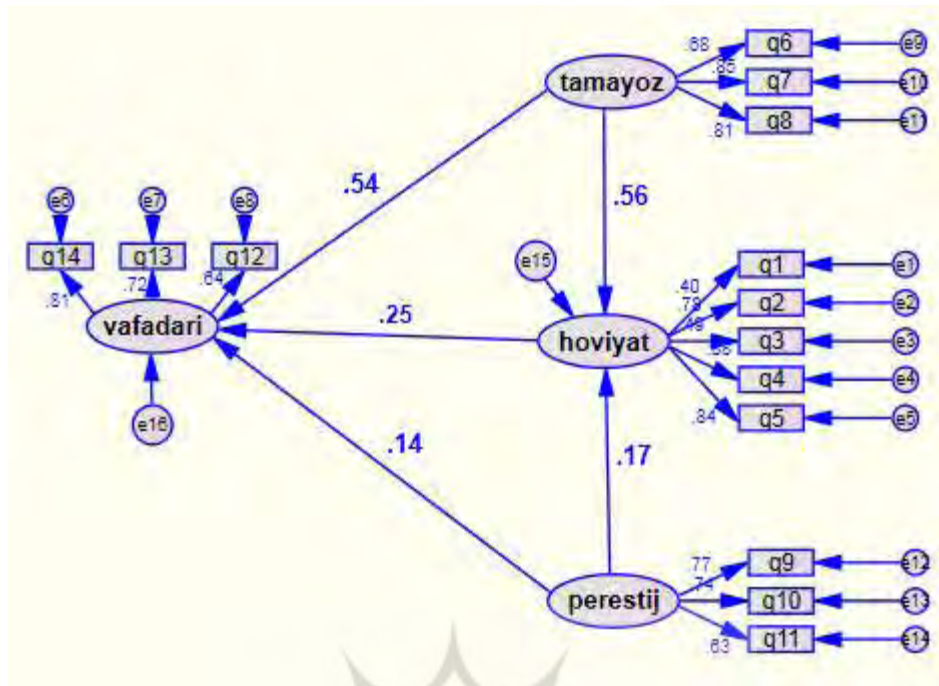 .68 q6 e9
tamayoz .85 q7 e10
.81 q8 e11
.54
.56
e6 e7 e8
q14 q13 q12
e15
.40 q1 e1
.81 .72 .64
.78 q2 e2
vafadari
.25
hoviyat q3 e3
q4 e4
.84 q5 e5
e16
.14
.17
.77 q9 e12
perestij .74 q10 e13
.63 q11 e14